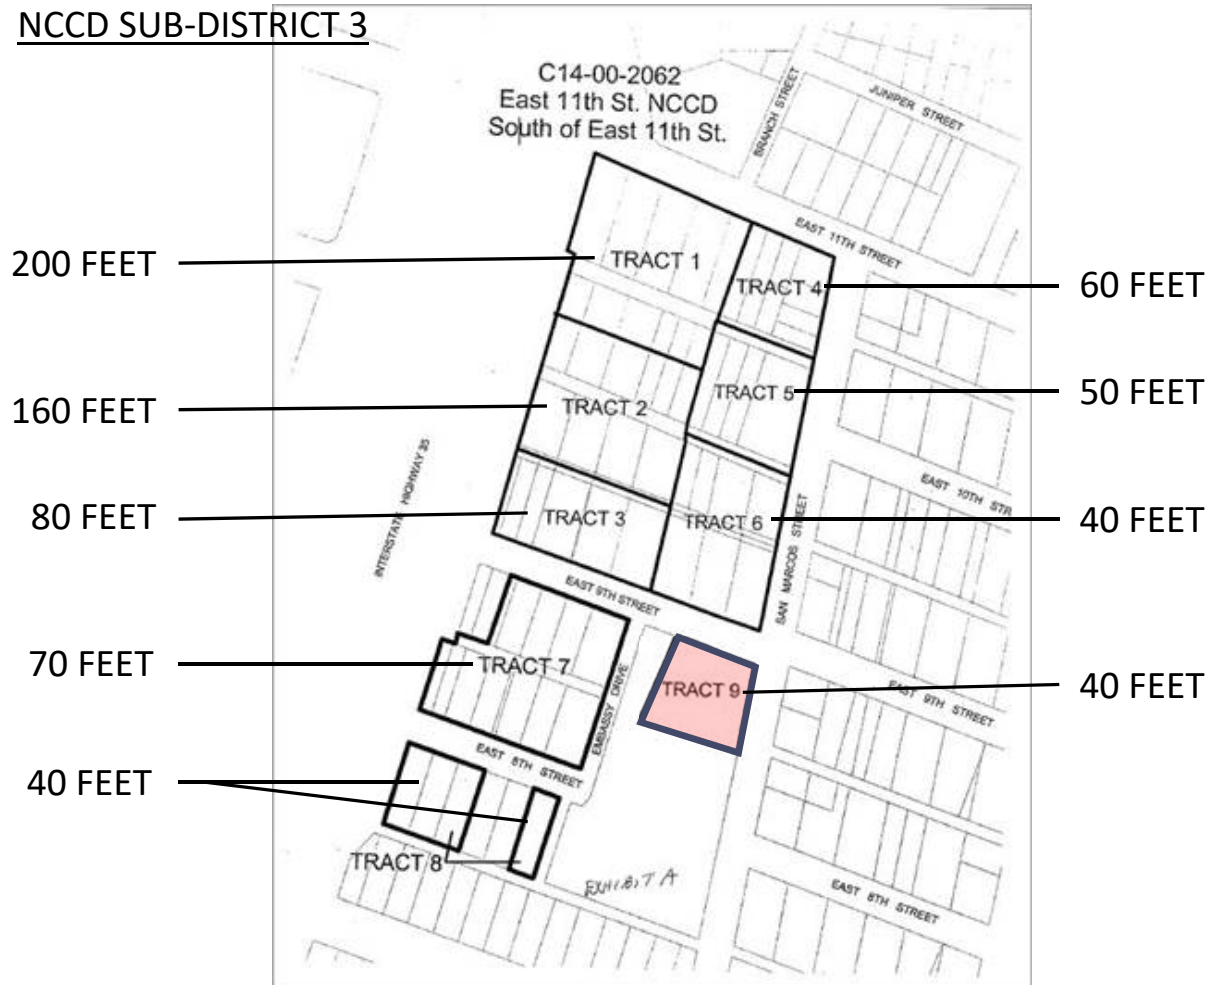 NCCD SUB-DISTRICT 3
C14-00-2062
East 11th St. NCCD
South of East 11th St.
BRANCH STREET
JUNIPER STREET
EAST 11TH STREET
200 FEET
TRACT 1
TRACT 4
60 FEET
160 FEET
TRACT 2
TRACT 5
50 FEET
INTERSTATE HIGHWAY 35
EAST 10TH STR
80 FEET
TRACT 3
TRACT 6
40 FEET
SAN MARCOS STREET
EAST 9TH STREET
70 FEET
TRACT 7
EMBASSY DRIVE
TRACT 9
40 FEET
EAST 9TH STREET
EAST 8TH STREET
40 FEET
TRACT 8
EXHIBIT A
EAST 8TH STREET